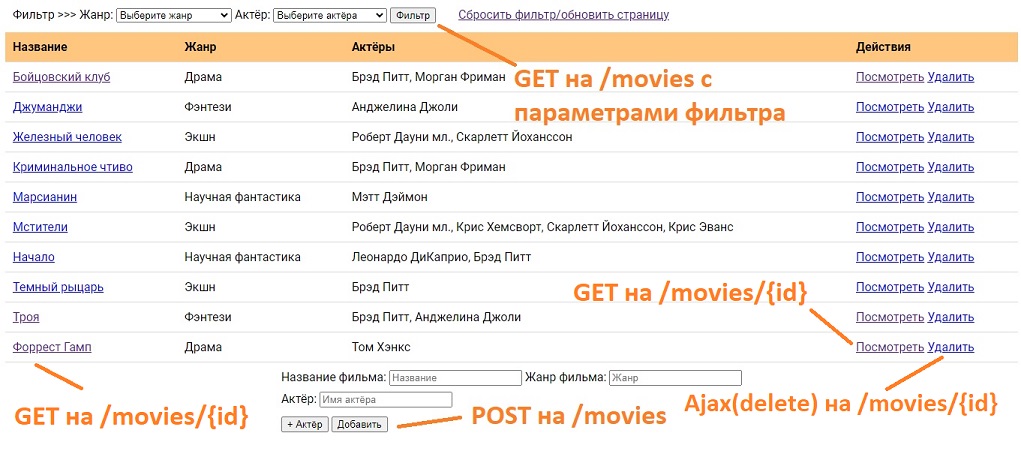 Фильтр >>> Жанр: Выберите жанр Актёр: Выберите актёра Фильтр Сбросить фильтр/обновить страницу
Название Жанр Актёры Действия
Бойцовский клуб Драма Брэд Питт, Морган Фриман Посмотреть Удалить
GET на /movies с
Джуманджи Фэнтези Анджелина Джоли Посмотреть Удалить
параметрами фильтра
Железный человек Экшн Роберт Дауни мл., Скарлетт Йоханссон Посмотреть Удалить
Криминальное чтиво Драма Брэд Питт, Морган Фриман Посмотреть Удалить
Марсианин Научная фантастика Мэтт Дэймон Посмотреть Удалить
Мстители Экшн Роберт Дауни мл., Крис Хемсворт, Скарлетт Йоханссон, Крис Эванс Посмотреть Удалить
Начало Научная фантастика Леонардо ДиКаприо, Брэд Питт Посмотреть Удалить
Темный рыцарь Экшн Брэд Питт Посмотреть Удалить
GET на /movies/{id}
Троя Фэнтези Брэд Питт, Анджелина Джоли Посмотреть Удалить
Форрест Гамп Драма Том Хэнкс Посмотреть Удалить
Название фильма: Название Жанр фильма: Жанр
Актёр: Имя актёра
Ajax(delete) на /movies/{id}
GET на /movies/{id}
+ Актёр Добавить
POST на /movies